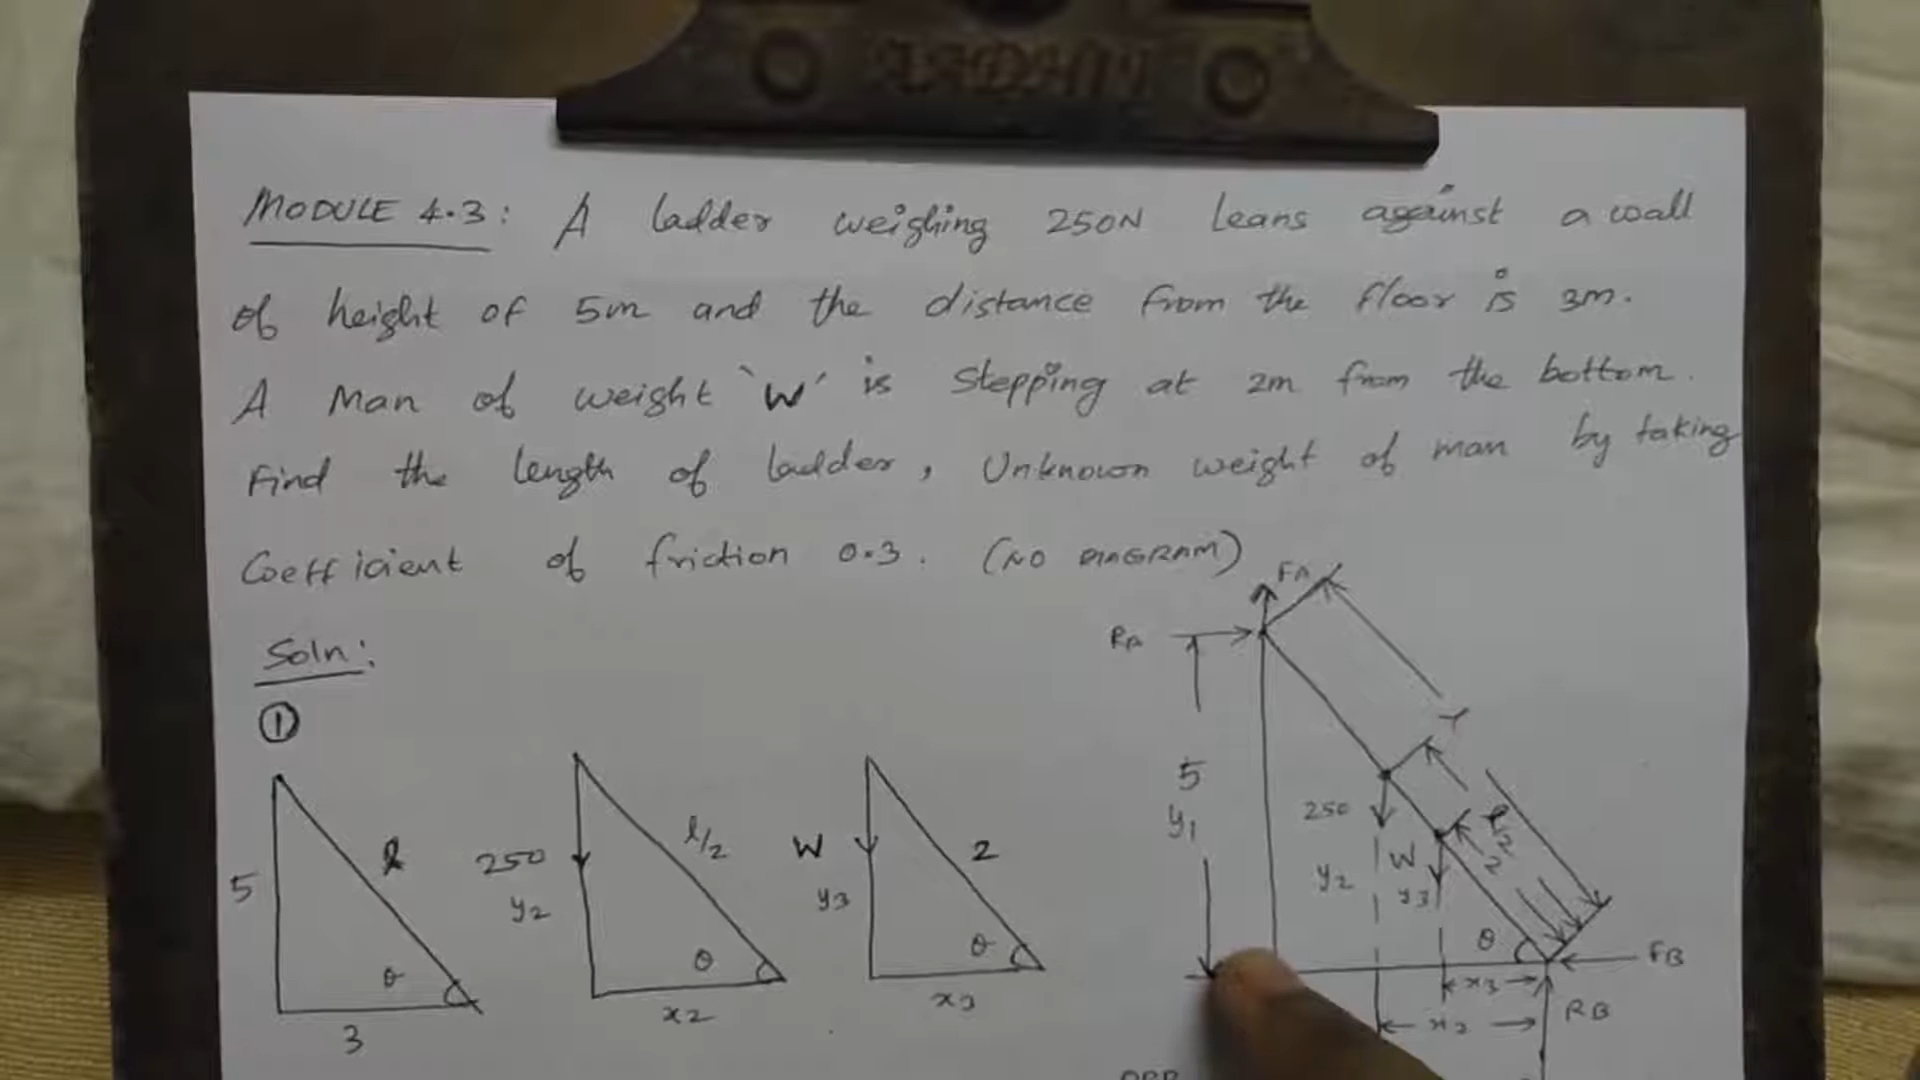 MODULE 4.3: A ladder weighing 250N leans against a wall
of height of 5m and the distance from the floor is 3m.
A Man of weight 'W' is stepping at 2m from the bottom.
Find the length of ladder, Unknown weight of man by taking
Coefficient of friction 0.3. (NO DIAGRAM)
Soln:
1
5
l
θ
3
250
y2
l/2
θ
x2
W
y3
2
θ
x3
FA
RA
5
y1
250
y2
W
y3
l/2
2
θ
FB
x3
x2
RB